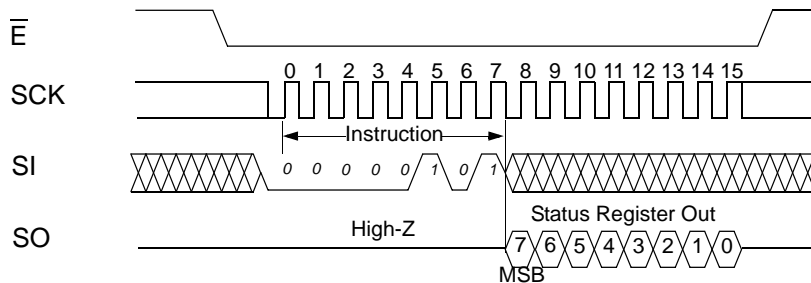 E
0 1 2 3 4 5 6 7 8 9 10 11 12 13 14 15
SCK
Instruction
SI
0 0 0 0 0 1 0 1
Status Register Out
High-Z
SO
7 6 5 4 3 2 1 0
MSB